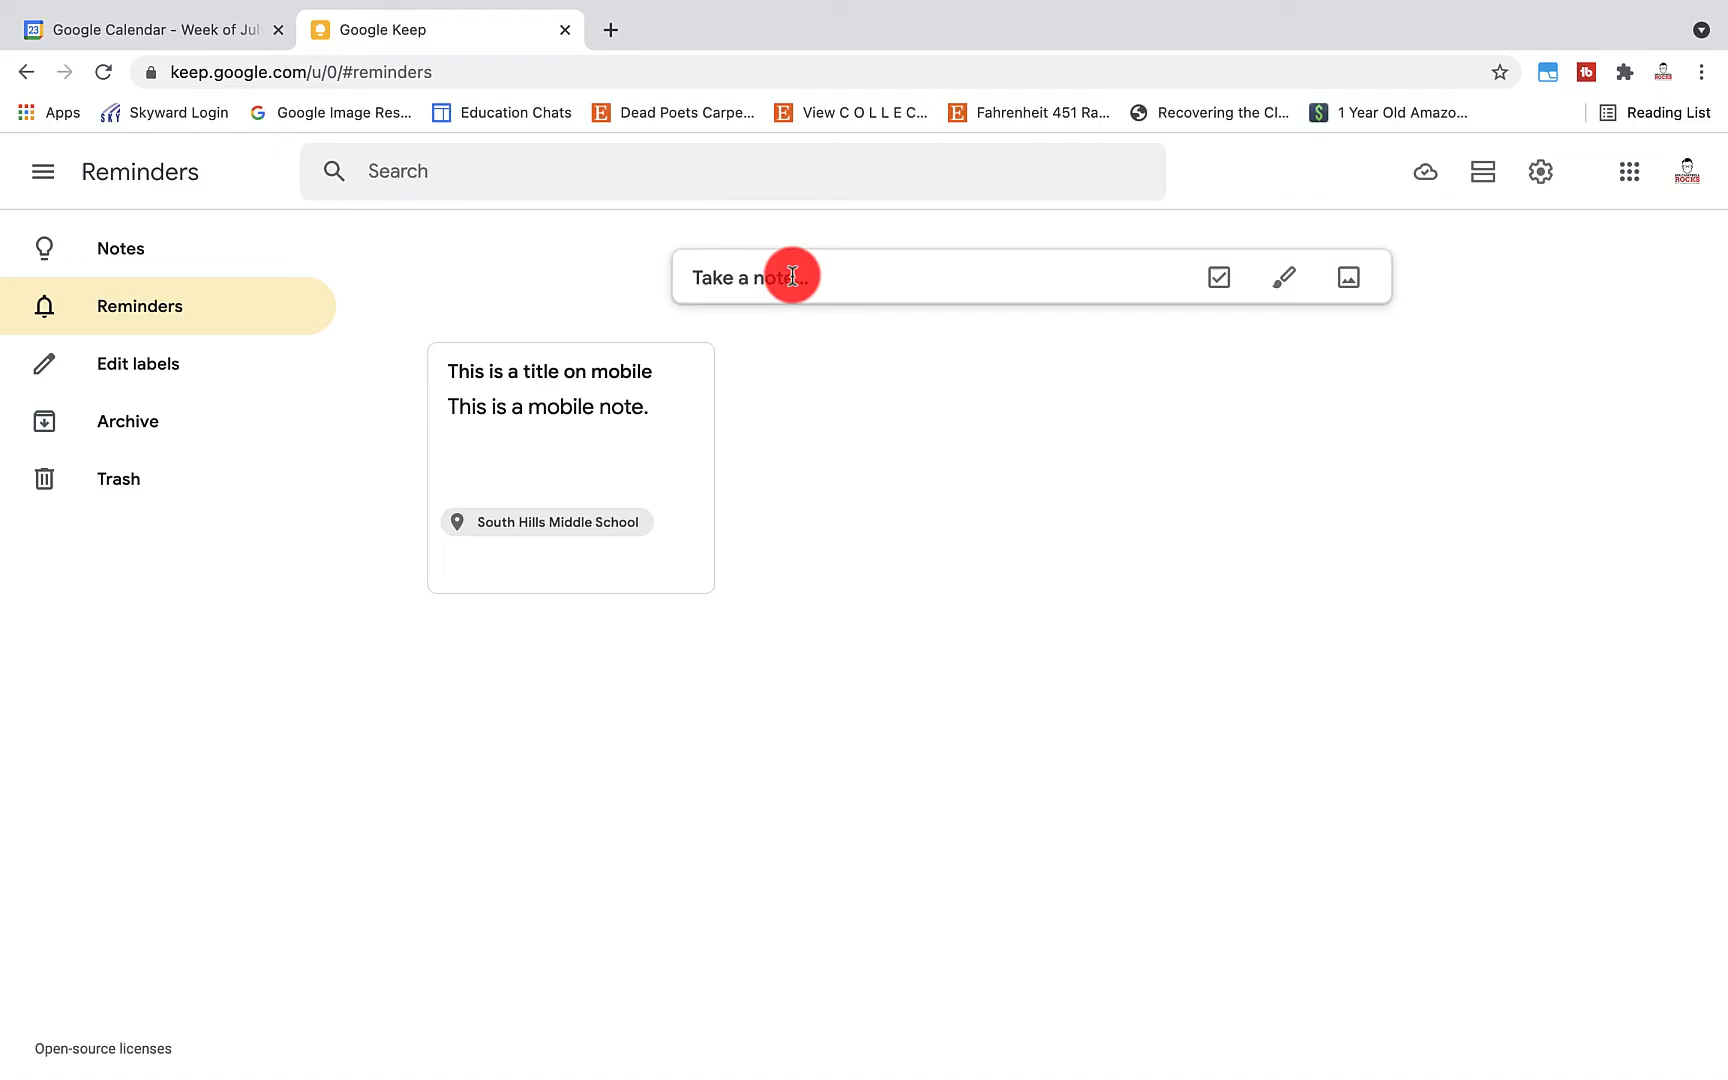 23 Google Calendar - Week of Jul
Google Keep
keep.google.com/u/0/#reminders
Apps
Skyward Login
Google Image Res...
Education Chats
Dead Poets Carpe...
View C O L L E C...
Fahrenheit 451 Ra...
Recovering the Cl...
1 Year Old Amazo...
Reading List
Reminders
Search
Notes
Reminders
Edit labels
Archive
Trash
Take a note...
This is a title on mobile
This is a mobile note.
South Hills Middle School
Open-source licenses